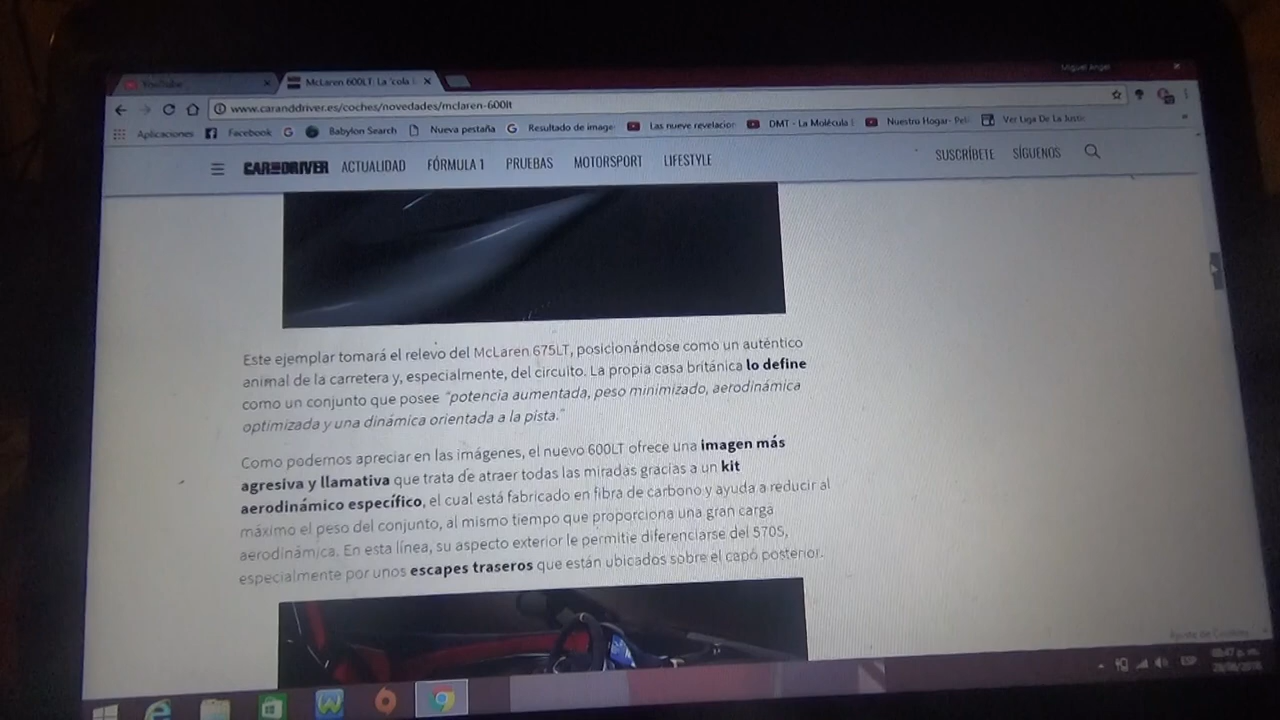 Miguel Angel
YouTube
McLaren 600LT: La 'cola
www.caranddriver.es/coches/novedades/mclaren-600lt
Aplicaciones
Facebook
Babylon Search
Nueva pestaña
Resultado de image
Las nueve revelacior
DMT - La Molécula
Nuestro Hogar- Peli
Ver Liga De La Justic
CAR AND DRIVER
ACTUALIDAD
FÓRMULA 1
PRUEBAS
MOTORSPORT
LIFESTYLE
SUSCRÍBETE
SÍGUENOS
Este ejemplar tomará el relevo del McLaren 675LT, posicionándose como un auténtico
animal de la carretera y, especialmente, del circuito. La propia casa británica lo define
como un conjunto que posee "potencia aumentada, peso minimizado, aerodinámica
optimizada y una dinámica orientada a la pista."
Como podemos apreciar en las imágenes, el nuevo 600LT ofrece una imagen más
agresiva y llamativa que trata de atraer todas las miradas gracias a un kit
aerodinámico específico, el cual está fabricado en fibra de carbono y ayuda a reducir al
máximo el peso del conjunto, al mismo tiempo que proporciona una gran carga
aerodinámica. En esta línea, su aspecto exterior le permitie diferenciarse del 570S,
especialmente por unos escapes traseros que están ubicados sobre el capó posterior.
Ajuste de Cookies
ESP